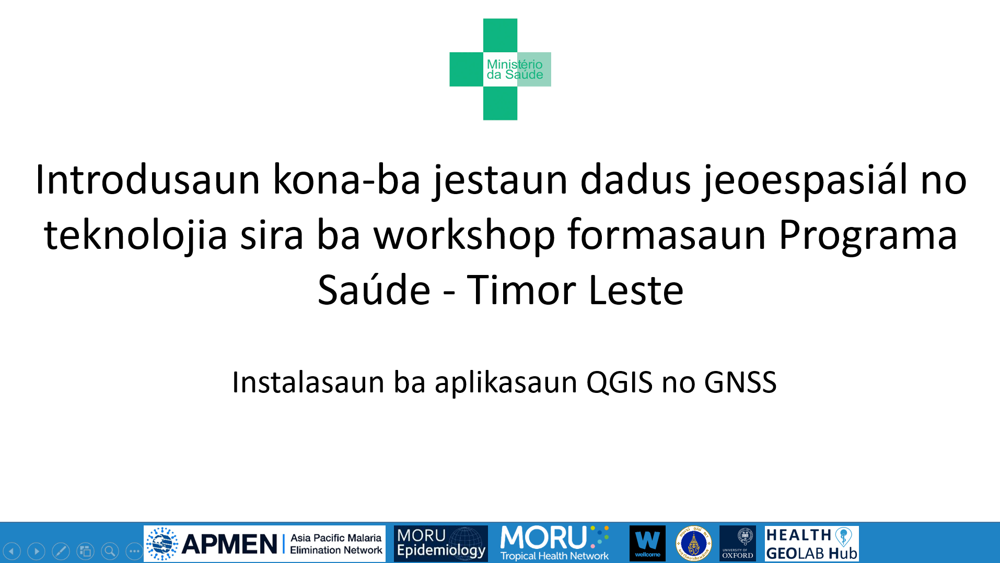 Ministério
da Saúde
Introdusaun kona-ba jestaun dadus jeoespasiál no
teknolojia sira ba workshop formasaun Programa
Saúde - Timor Leste
Instalasaun ba aplikasaun QGIS no GNSS
APMEN | Asia Pacific Malaria
Elimination Network
MORU
Epidemiology
MORU
Tropical Health Network
W
wellcome
UNIVERSITY OF
OXFORD
HEALTH
GEOLAB Hub